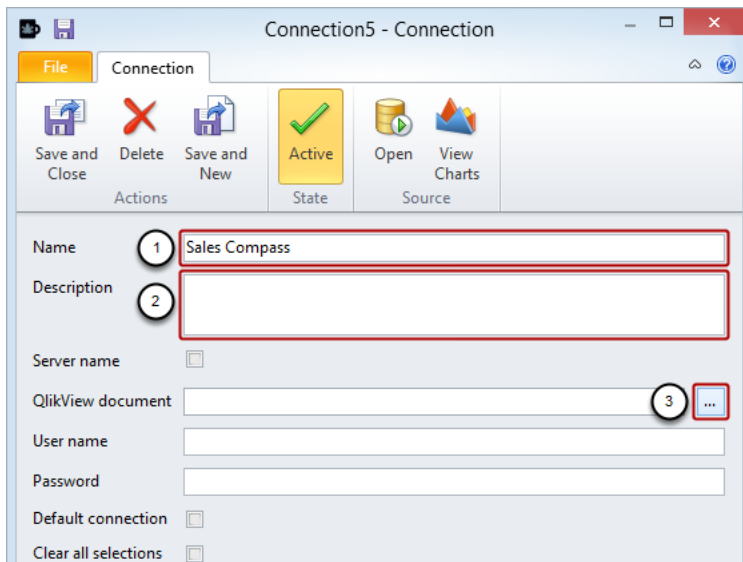 Connection5 - Connection
File
Connection
Save and Close
Delete
Save and New
Active
Open
View Charts
Actions
State
Source
Name
1
Sales Compass
Description
2
Server name
QlikView document
3
...
User name
Password
Default connection
Clear all selections